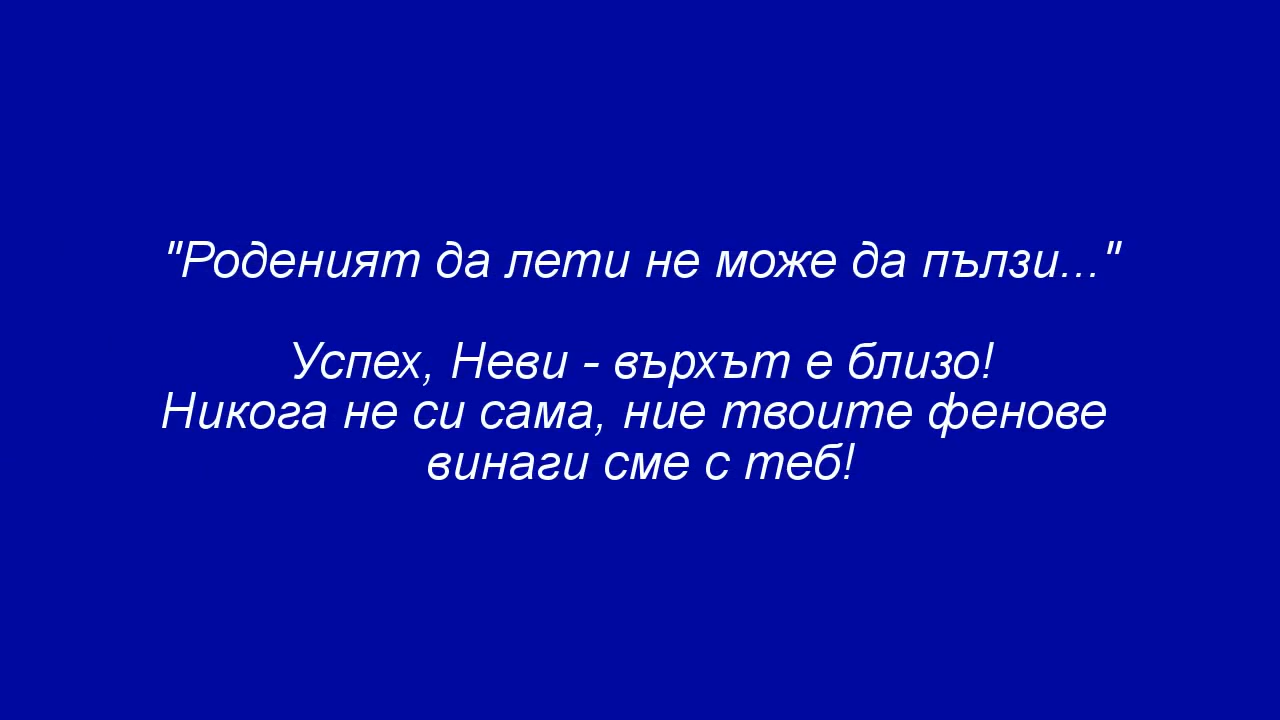 "Роденият да лети не може да пълзи..."
Успех, Неви - върхът е близо!
Никога не си сама, ние твоите фенове
винаги сме с теб!